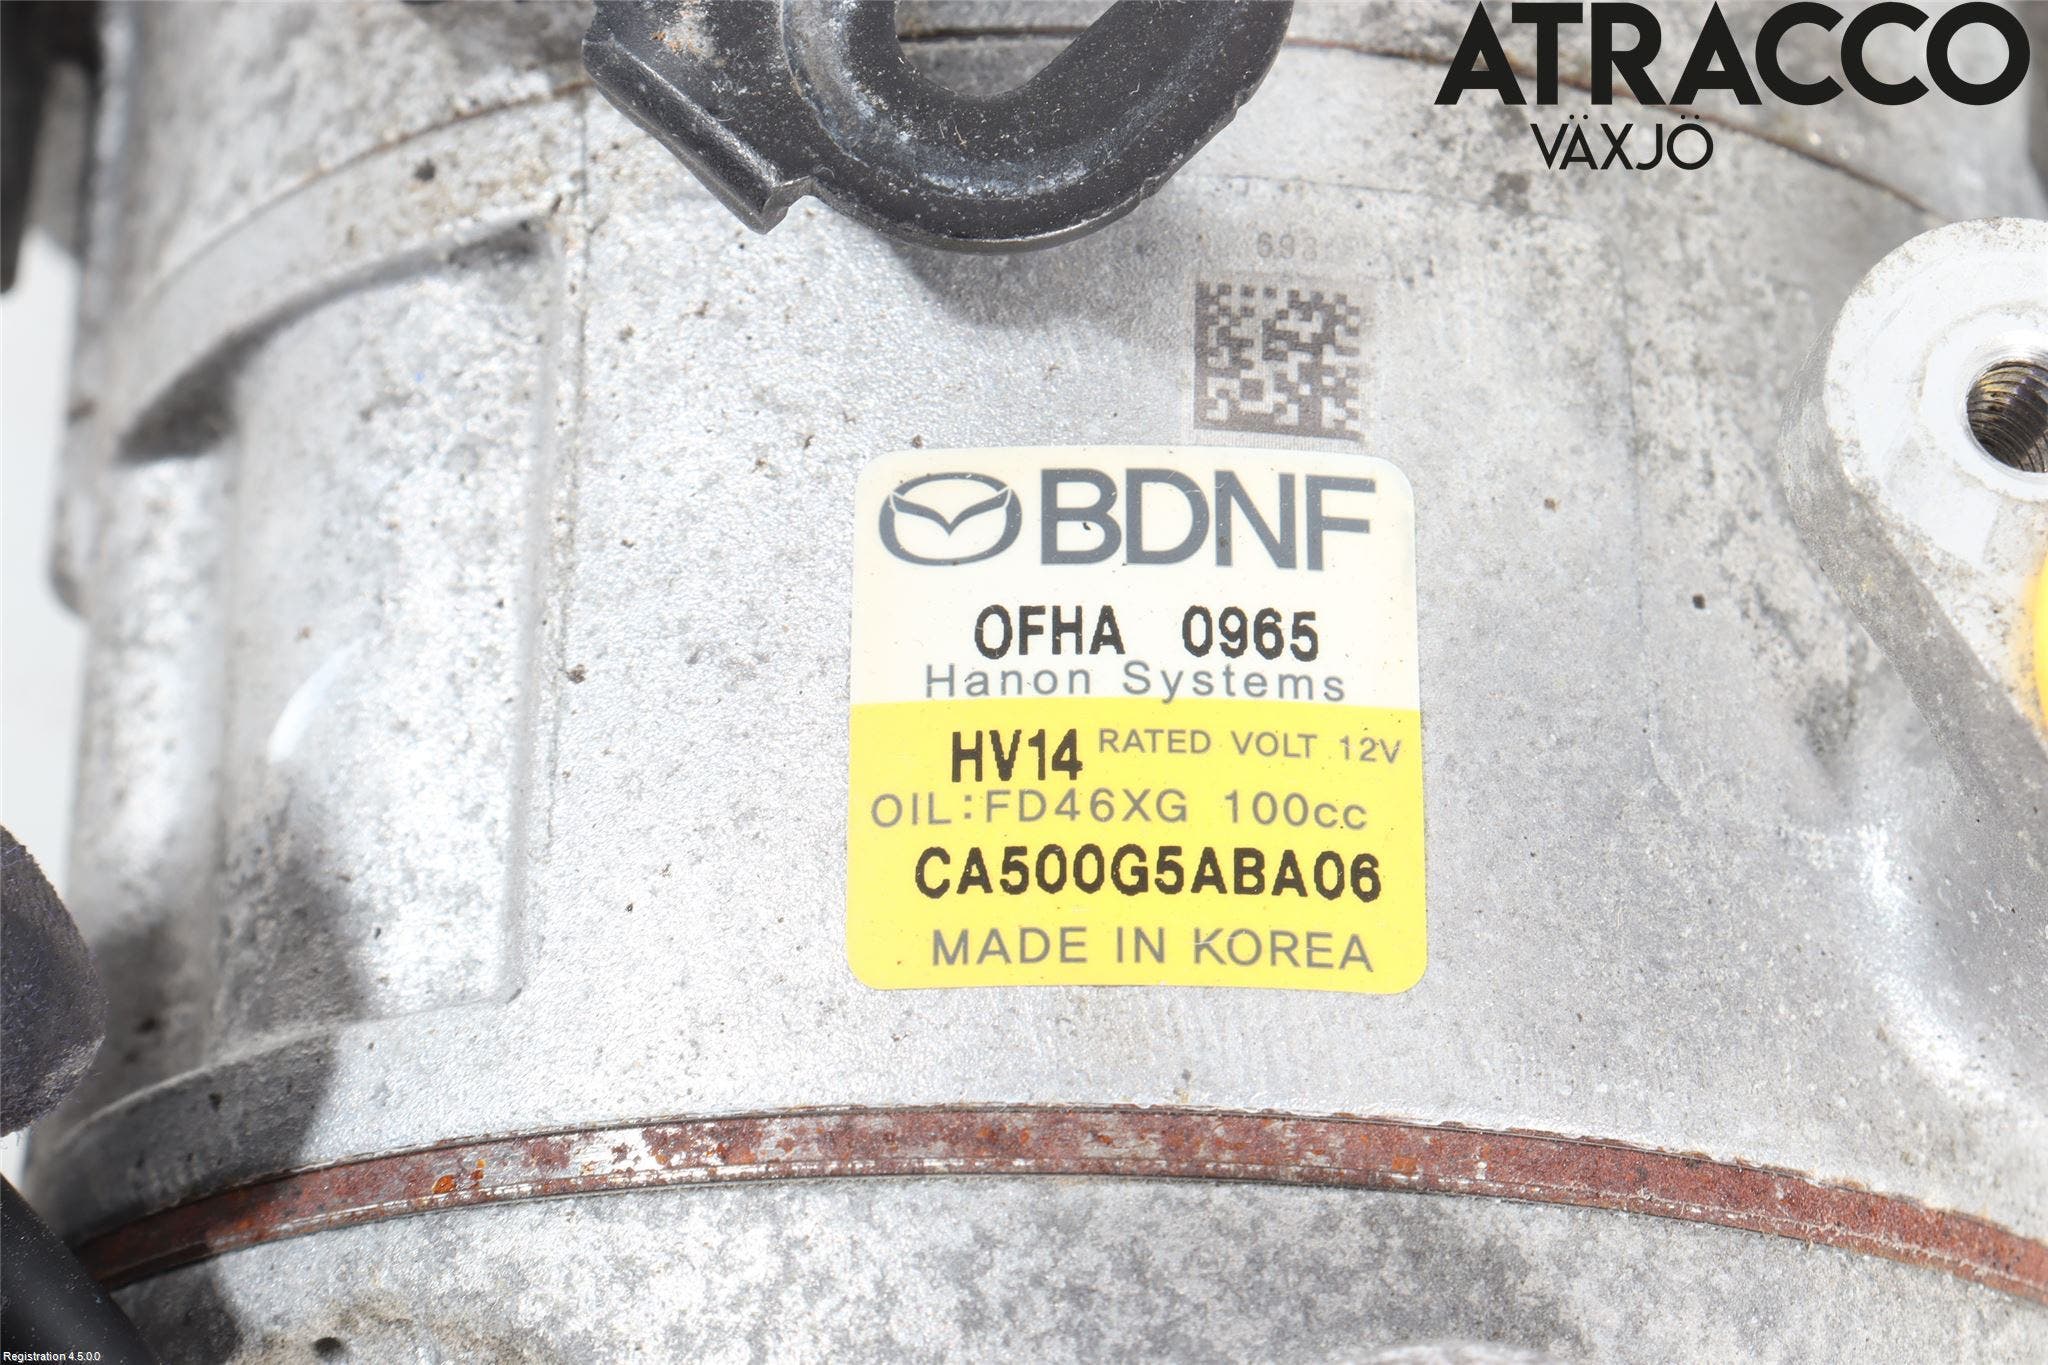 ATRACCO
VÄXJÖ
BDNF
0FHA 0965
Hanon Systems
HV14 RATED VOLT 12V
OIL:FD46XG 100cc
CA500G5ABA06
MADE IN KOREA
Registration 4.5.0.0